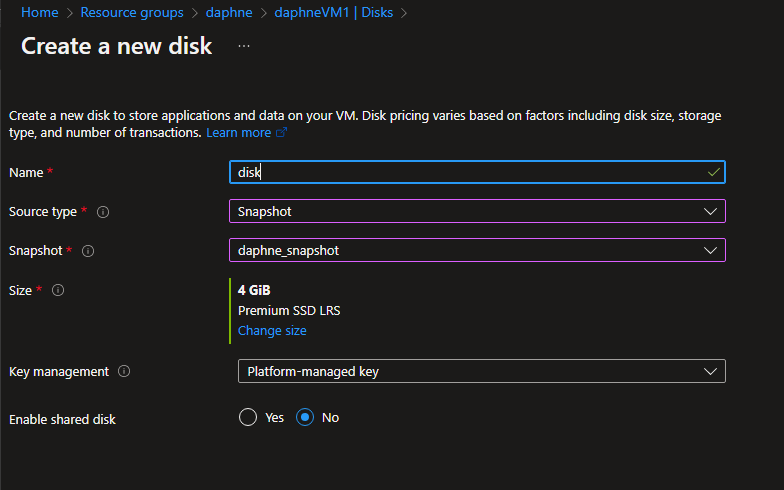 Home > Resource groups > daphne > daphneVM1 | Disks >
Create a new disk ...
Create a new disk to store applications and data on your VM. Disk pricing varies based on factors including disk size, storage
type, and number of transactions. Learn more
Name * disk
Source type * Snapshot
Snapshot * daphne_snapshot
Size * 4 GiB
Premium SSD LRS
Change size
Key management Platform-managed key
Enable shared disk Yes No